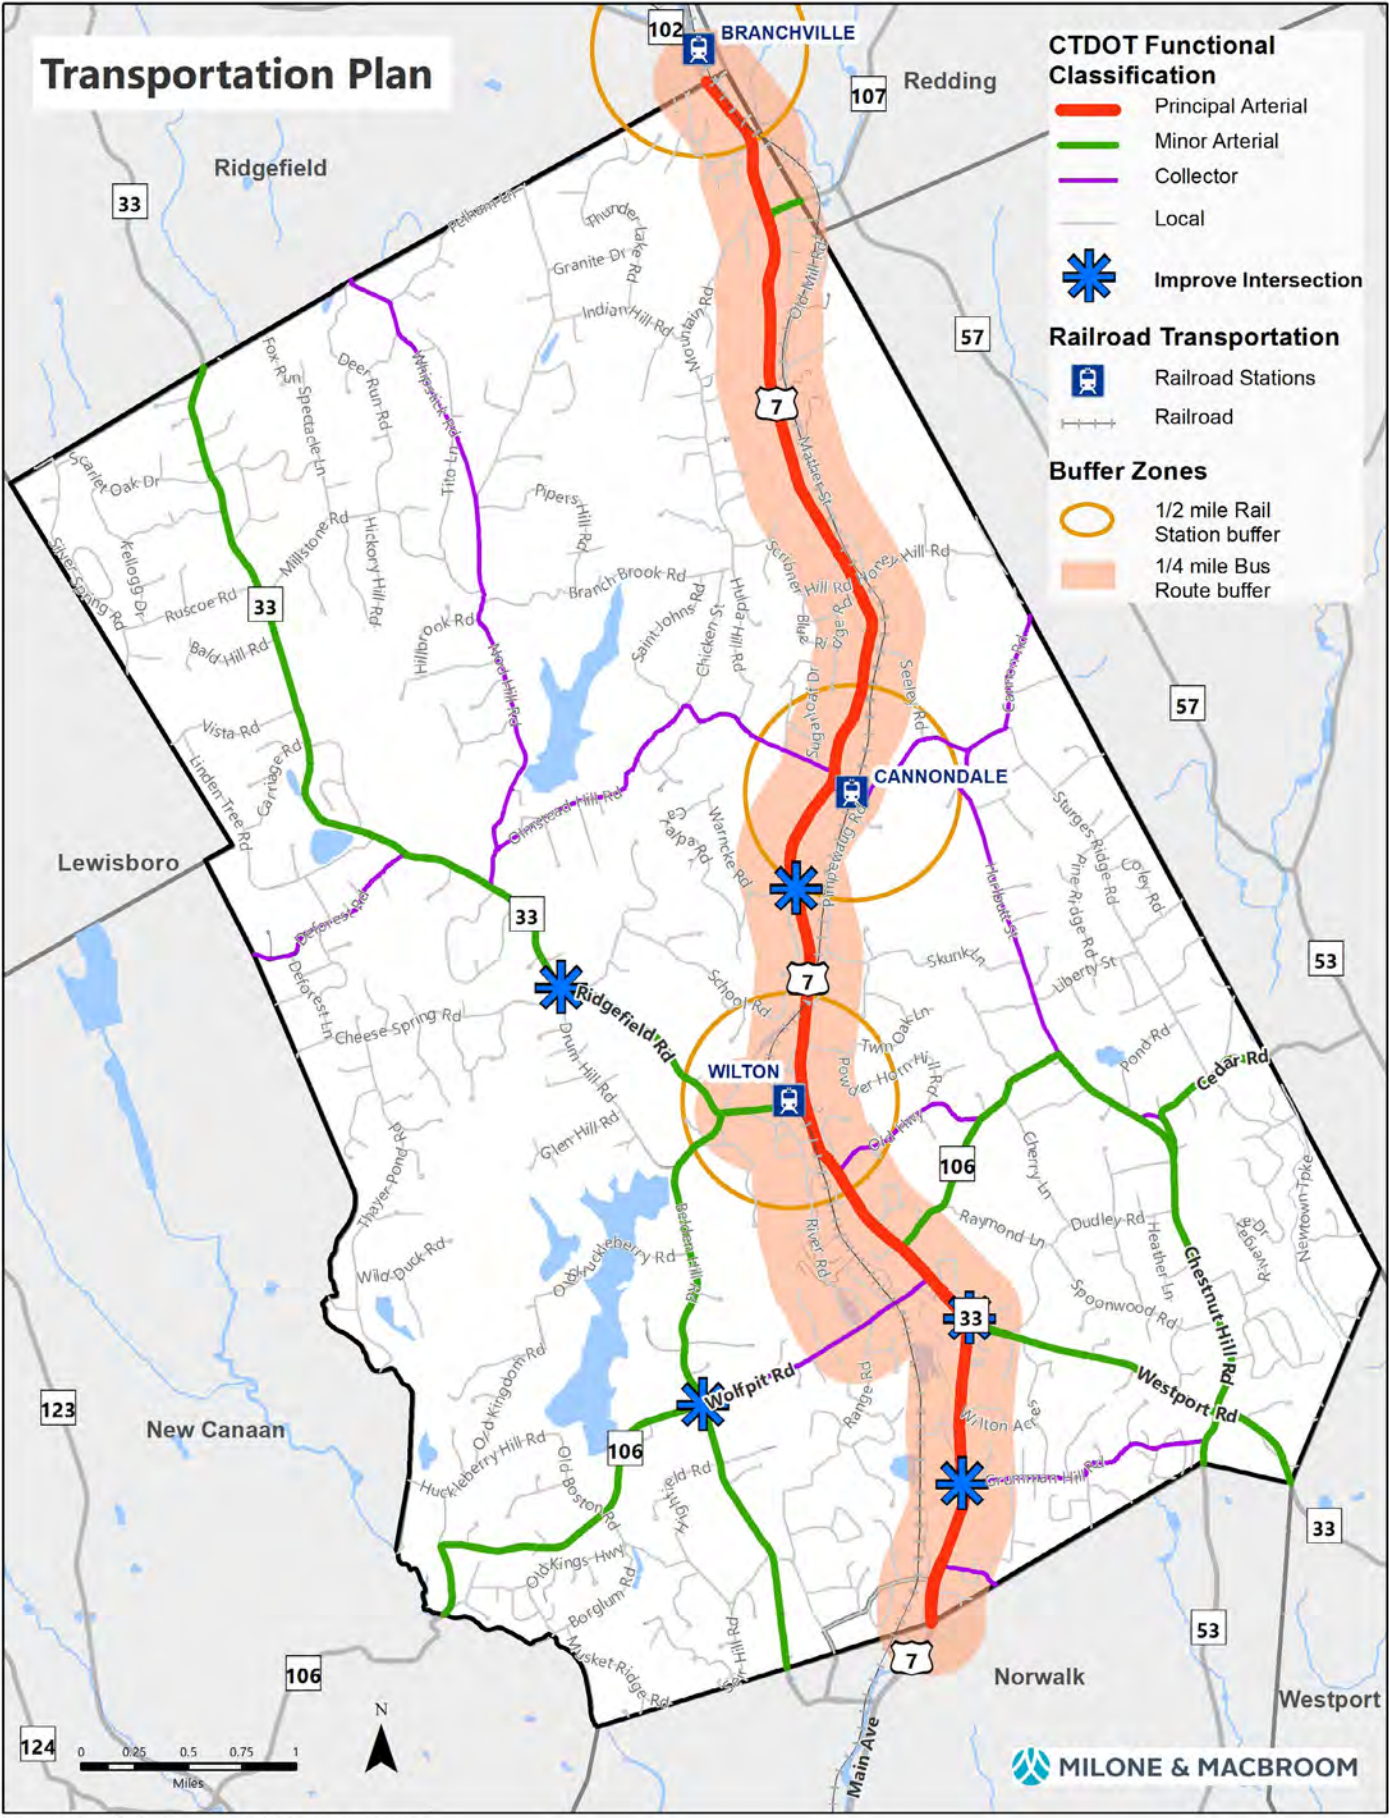 Transportation Plan
102
BRANCHVILLE
107
Redding
CTDOT Functional
Classification
Principal Arterial
Minor Arterial
Collector
Local
Improve Intersection
Railroad Transportation
Railroad Stations
Railroad
Buffer Zones
1/2 mile Rail
Station buffer
1/4 mile Bus
Route buffer
Ridgefield
33
Pelham Ln
Thunder Lake Rd
Granite Dr
Indian Hill Rd
Mountain Rd
Old Mill Rd
57
7
Fox Run
Spectacle Ln
Deer Run Rd
Whipstick Rd
Tito Ln
Mather St
Scarlet Oak Dr
Pipers Hill Rd
Silver Spring Rd
Kellogg Dr
Millstone Rd
Hickory Hill Rd
Ruscoe Rd
33
Bald Hill Rd
Hillbrook Rd
Branch Brook Rd
Scribner Hill Rd
Honey Hill Rd
Saint Johns Rd
Chicken St
Hulda Hill Rd
Blue Ridge Rd
Nod Hill Rd
Sugarloaf Dr
Seeley Rd
Cannon Rd
57
Vista Rd
Carriage Rd
Linden Tree Rd
CANNONDALE
Olmstead Hill Rd
Catalpa Rd
Warncke Rd
Pimpewaug Rd
Sturges Ridge Rd
Coley Rd
Lewisboro
Deforest Rd
33
Hurlbutt St
53
Deforest Ln
7
Skunk Ln
Liberty St
School Rd
Ridgefield Rd
Cheese Spring Rd
Drum Hill Rd
Twin Oak Ln
Powder Horn Hill Rd
Pond Rd
Cedar Rd
WILTON
Old Hwy
Glen Hill Rd
Thayer Pond Rd
106
Cherry Ln
Newtown Tpke
Belden Hill Rd
River Rd
Raymond Ln
Dudley Rd
Heather Ln
Rivergate Dr
Old Huckleberry Rd
Wild Duck Rd
Spoonwood Rd
Chestnut Hill Rd
33
Old Kingdom Rd
Wolfpit Rd
Range Rd
Westport Rd
123
New Canaan
Wilton Acres
106
Huckleberry Hill Rd
Old Boston Rd
Grumman Hill Rd
33
Old Kings Hwy
Borglum Rd
53
Musket Ridge Rd
7
Norwalk
106
Westport
N
124
0 0.25 0.5 0.75 1
Miles
Main Ave
MILONE & MACBROOM